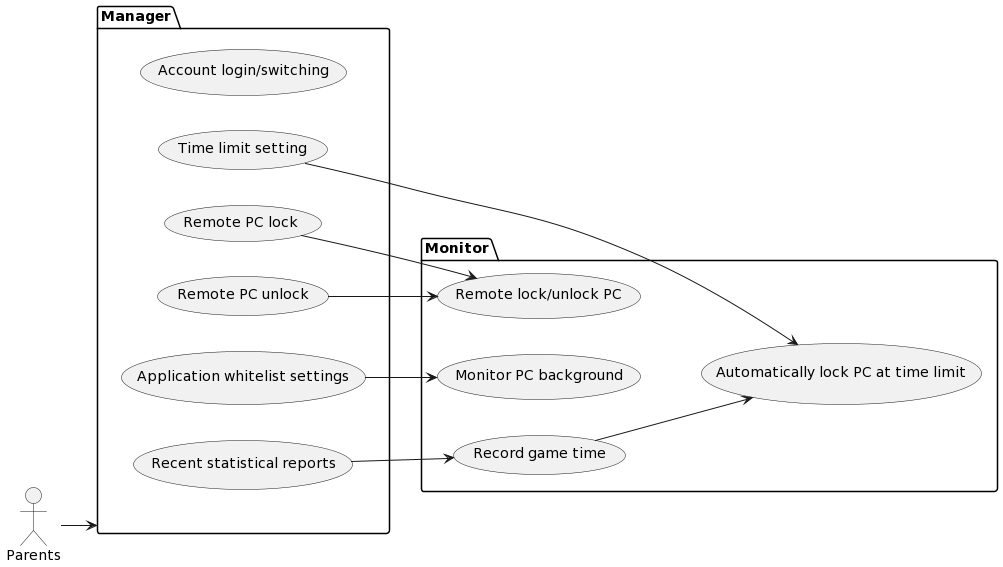 Manager
Account login/switching
Time limit setting
Remote PC lock
Remote PC unlock
Application whitelist settings
Recent statistical reports
Monitor
Remote lock/unlock PC
Monitor PC background
Record game time
Automatically lock PC at time limit
Parents